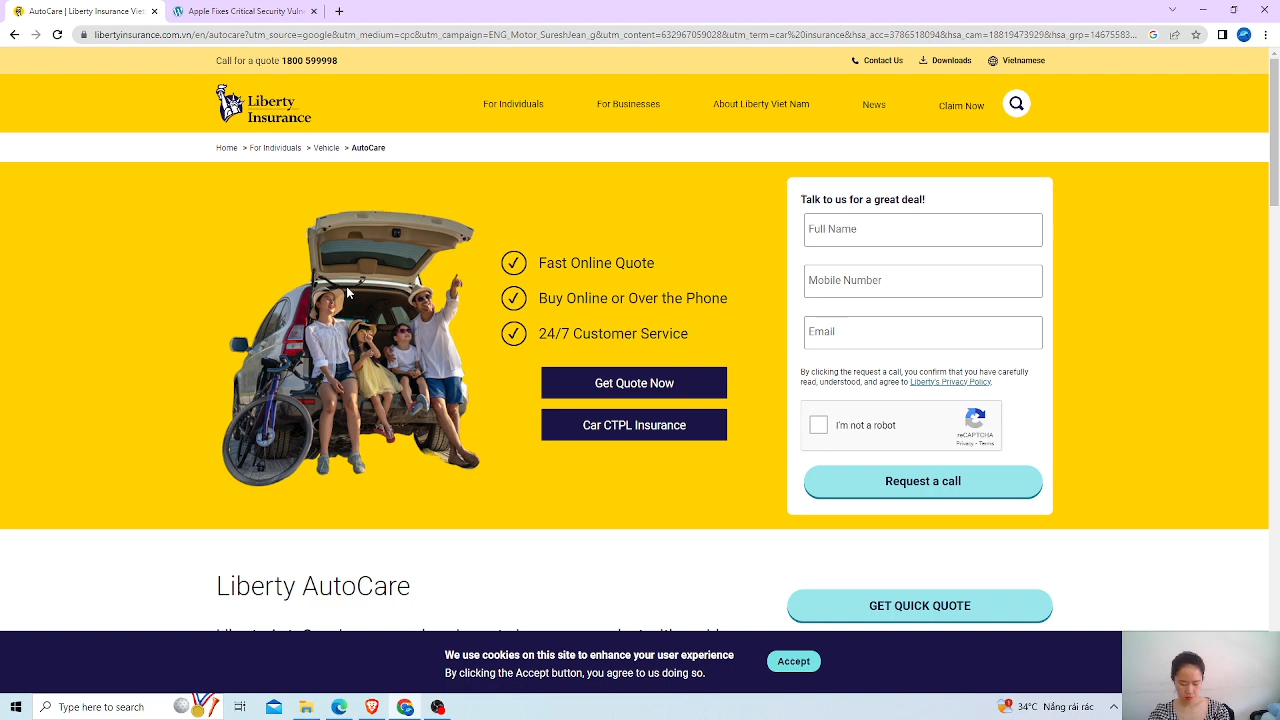 AutoCare | Liberty Insurance Viet
Apple Fixes Critical Security Vuln
libertyinsurance.com.vn/en/autocare?utm_source=google&utm_medium=cpc&utm_campaign=ENG_Motor_SureshJean_g&utm_content=632967059028&utm_term=car%20insurance&hsa_acc=3786518094&hsa_cam=18819473929&hsa_grp=14675583...
Call for a quote 1800 599998
Contact Us
Downloads
Vietnamese
Liberty
Insurance
For Individuals
For Businesses
About Liberty Viet Nam
News
Claim Now
Home > For Individuals > Vehicle > AutoCare
Fast Online Quote
Buy Online or Over the Phone
24/7 Customer Service
Get Quote Now
Car CTPL Insurance
Talk to us for a great deal!
Full Name
Mobile Number
Email
By clicking the request a call, you confirm that you have carefully
read, understood, and agree to Liberty's Privacy Policy.
I'm not a robot
reCAPTCHA
Privacy - Terms
Request a call
Liberty AutoCare
GET QUICK QUOTE
We use cookies on this site to enhance your user experience
By clicking the Accept button, you agree to us doing so.
Accept
Type here to search
34°C Nắng rải rác